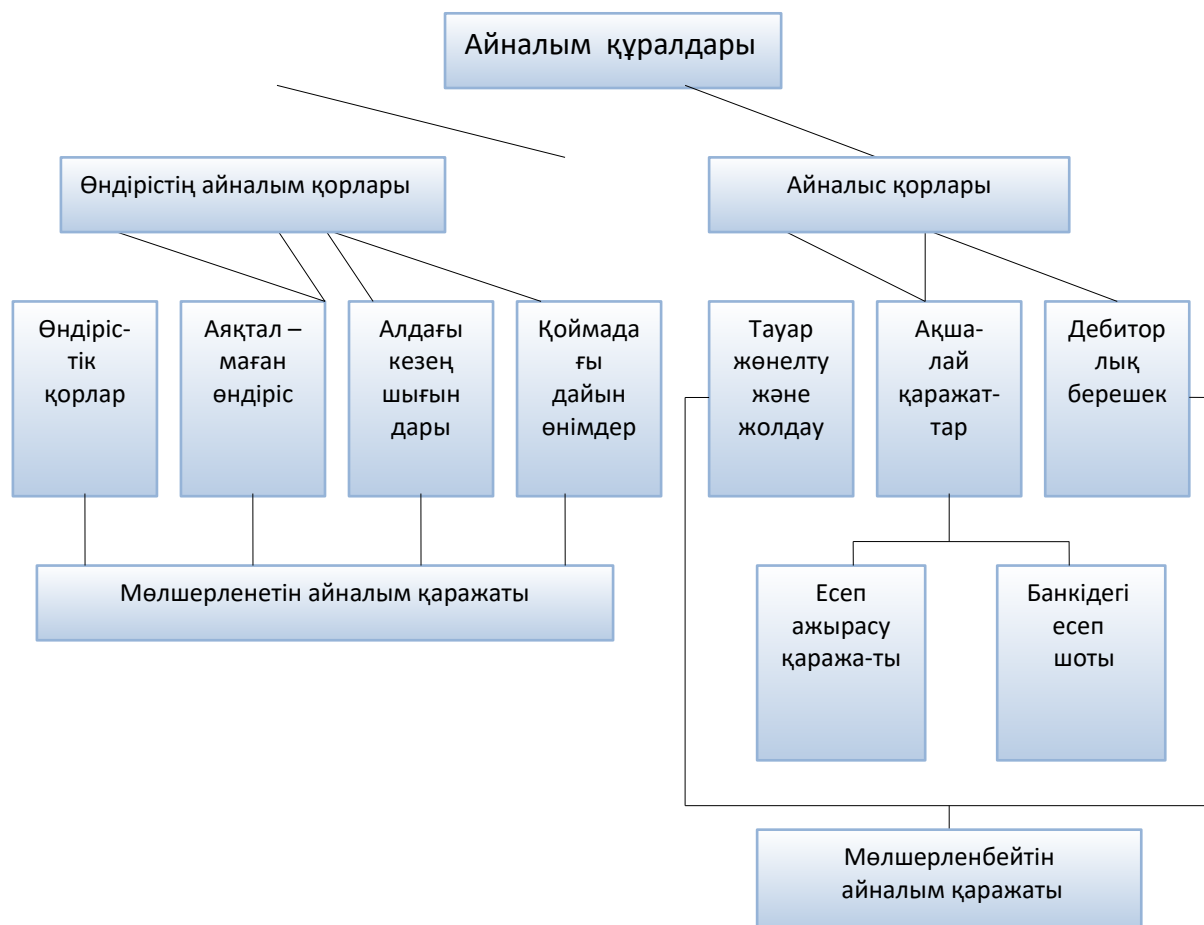 Айналым құралдары
Өндірістің айналым қорлары
Айналыс қорлары
Өндіріс-
тік
қорлар
Аяқтал –
маған
өндіріс
Алдағы
кезең
шығын
дары
Қоймада
ғы
дайын
өнімдер
Тауар
жөнелту
және
жолдау
Ақша-
лай
қаражат-
тар
Дебитор
лық
берешек
Мөлшерленетін айналым қаражаты
Есеп
ажырасу
қаража-ты
Банкідегі
есеп
шоты
Мөлшерленбейтін
айналым қаражаты